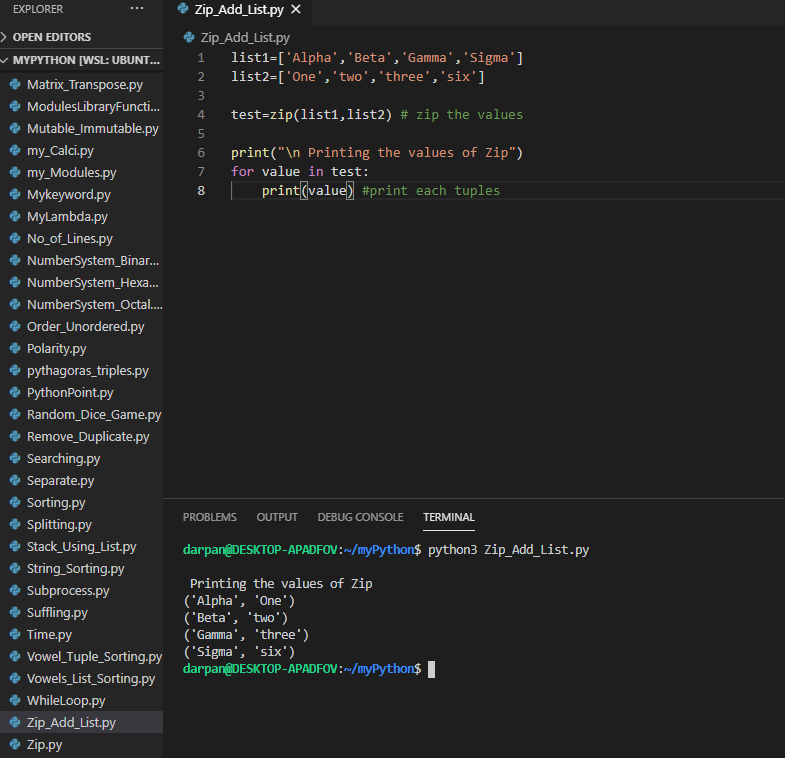 EXPLORER
···
OPEN EDITORS
MYPYTHON [WSL: UBUNT...
Matrix_Transpose.py
ModulesLibraryFuncti...
Mutable_Immutable.py
my_Calci.py
my_Modules.py
Mykeyword.py
MyLambda.py
No_of_Lines.py
NumberSystem_Binar...
NumberSystem_Hexa...
NumberSystem_Octal....
Order_Unordered.py
Polarity.py
pythagoras_triples.py
PythonPoint.py
Random_Dice_Game.py
Remove_Duplicate.py
Searching.py
Separate.py
Sorting.py
Splitting.py
Stack_Using_List.py
String_Sorting.py
Subprocess.py
Suffling.py
Time.py
Vowel_Tuple_Sorting.py
Vowels_List_Sorting.py
WhileLoop.py
Zip_Add_List.py
Zip.py
Zip_Add_List.py
Zip_Add_List.py
1 list1=['Alpha','Beta','Gamma','Sigma']
2 list2=['One','two','three','six']
3
4 test=zip(list1,list2) # zip the values
5
6 print("\n Printing the values of Zip")
7 for value in test:
8     print(value) #print each tuples
PROBLEMS OUTPUT DEBUG CONSOLE TERMINAL
darpan@DESKTOP-APADFOV:~/myPython$ python3 Zip_Add_List.py
Printing the values of Zip
('Alpha', 'One')
('Beta', 'two')
('Gamma', 'three')
('Sigma', 'six')
darpan@DESKTOP-APADFOV:~/myPython$